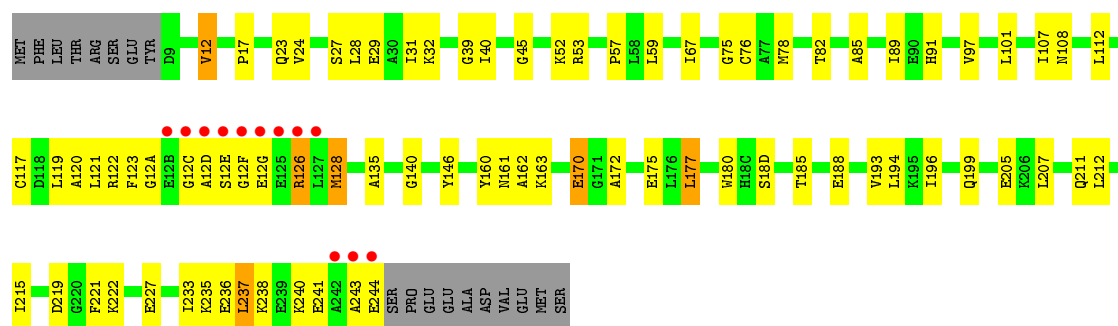 MET PHE LEU THR ARG SER GLU TYR D9 V12 P17 Q23 V24 S27 L28 E29 A30 I31 K32 G39 I40 G45 K52 R53 P57 L58 L59 I67 G75 C76 A77 M78 T82 A85 I89 E90 H91 V97 L101 I107 N108 L112
C117 D118 L119 A120 L121 R122 F123 G12A E12B G12C A12D S12E G12F E12G E125 R126 L127 M128 A135 G140 Y146 Y160 N161 A162 K163 E170 G171 A172 E175 L176 L177 W180 H18C S18D T185 E188 V193 L194 K195 I196 Q199 E205 K206 L207 Q211 L212
I215 D219 G220 F221 K222 E227 I233 K235 E236 L237 K238 E239 K240 E241 A242 A243 E244 SER PRO GLU GLU ALA ASP VAL GLU MET SER